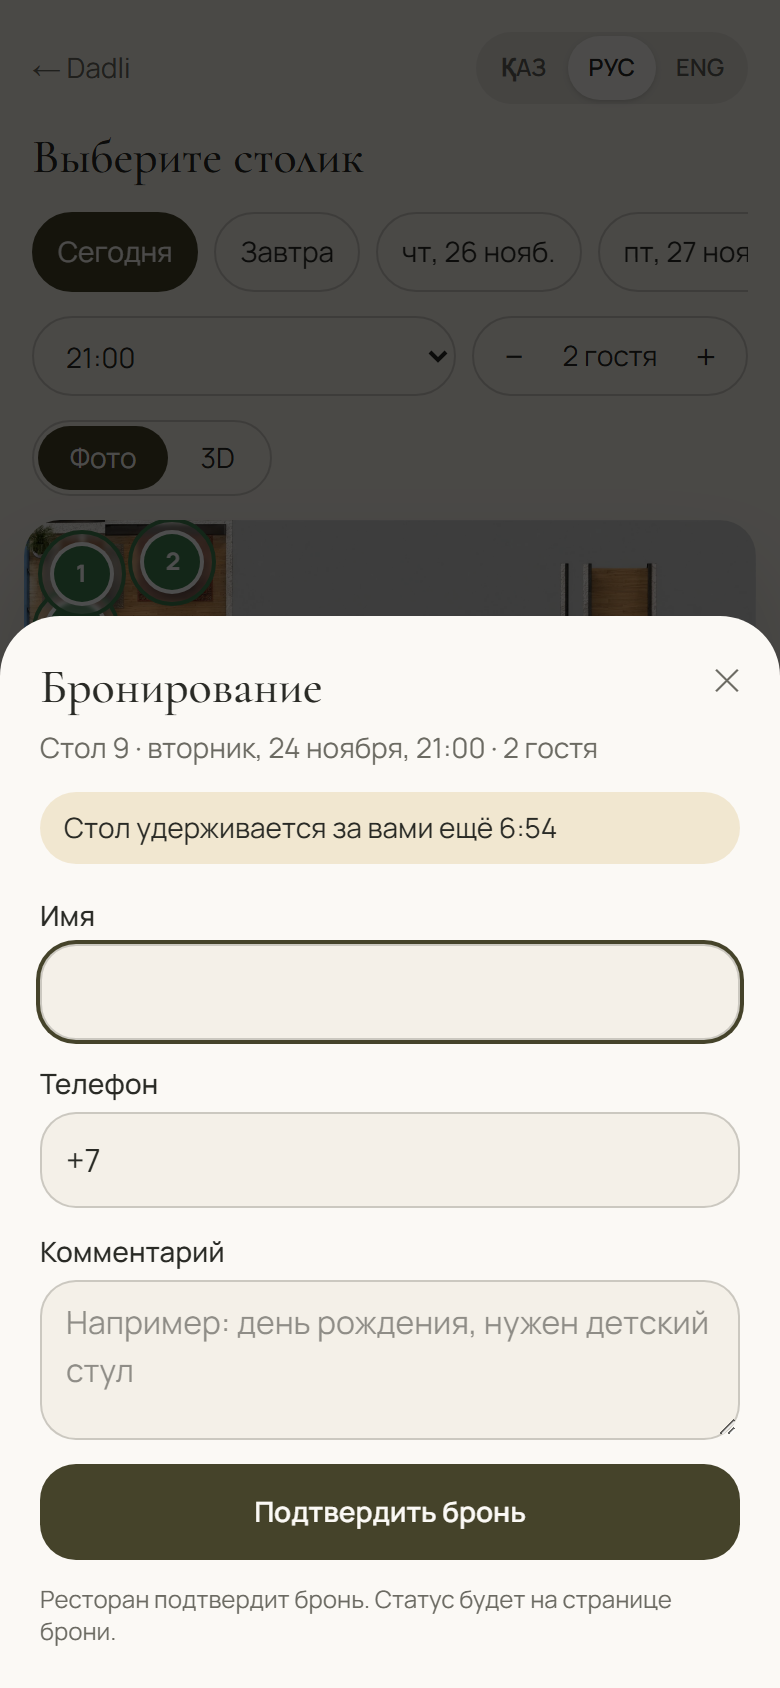 ← Dadli
ҚАЗ РУС ENG
Выберите столик
Сегодня Завтра чт, 26 нояб. пт, 27 ноя
21:00 − 2 гостя +
Фото 3D
1 2
Бронирование
Стол 9 · вторник, 24 ноября, 21:00 · 2 гостя
Стол удерживается за вами ещё 6:54
Имя
Телефон
+7
Комментарий
Например: день рождения, нужен детский
стул
Подтвердить бронь
Ресторан подтвердит бронь. Статус будет на странице
брони.